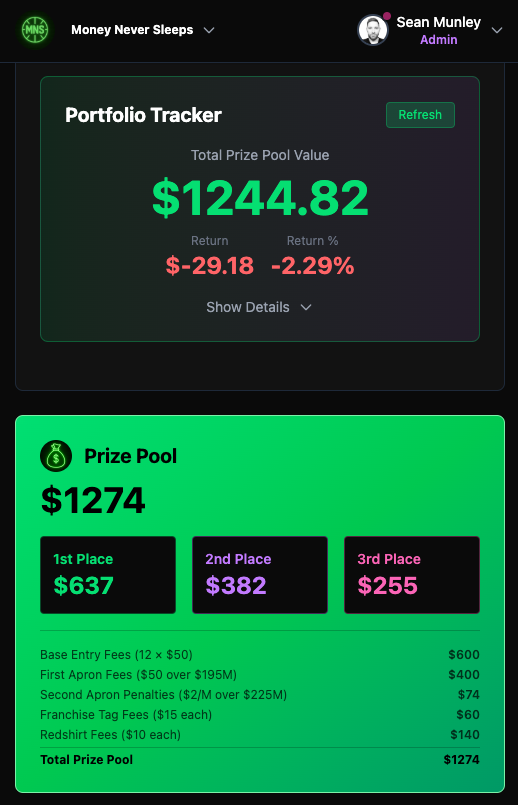 MNS
Money Never Sleeps
Sean Munley
Admin
Portfolio Tracker
Refresh
Total Prize Pool Value
$1244.82
Return
Return %
$-29.18
-2.29%
Show Details
$
Prize Pool
$1274
1st Place
2nd Place
3rd Place
$637
$382
$255
Base Entry Fees (12 × $50)
$600
First Apron Fees ($50 over $195M)
$400
Second Apron Penalties ($2/M over $225M)
$74
Franchise Tag Fees ($15 each)
$60
Redshirt Fees ($10 each)
$140
Total Prize Pool
$1274